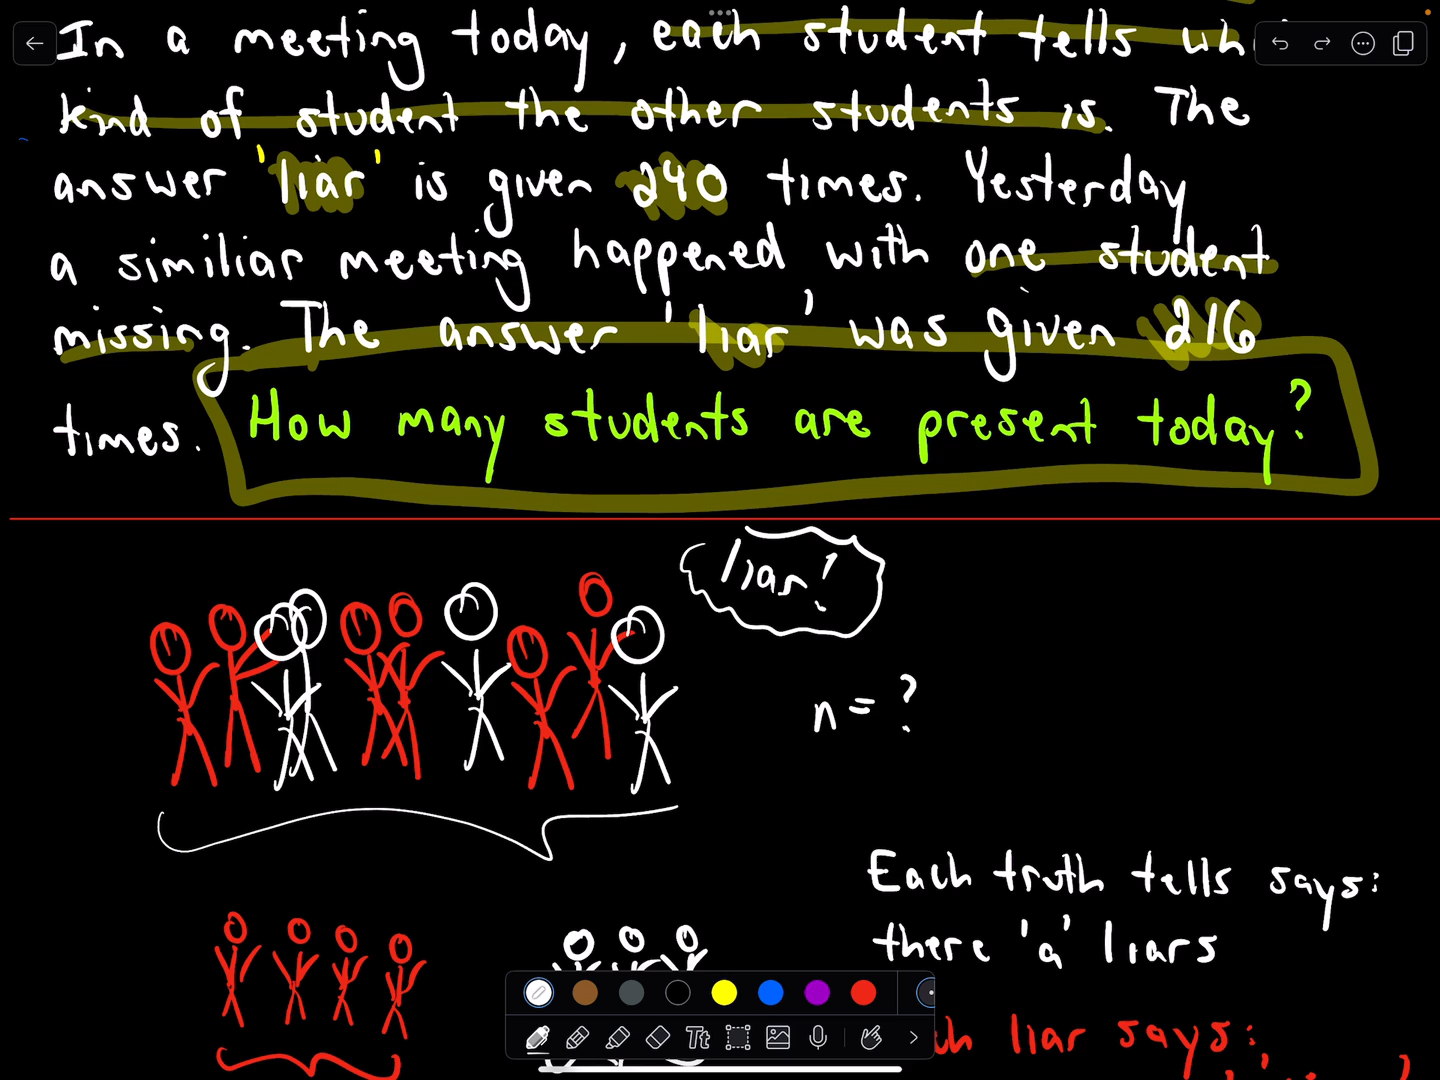 In a meeting today, each student tells
kind of student the other students is. The
answer 'liar' is given 240 times. Yesterday
a similiar meeting happened with one student
missing. The answer 'liar' was given 216
times. How many students are present today?
liar!
n = ?
Each truth tells says:
there 'a' liars
liar says:
Tt